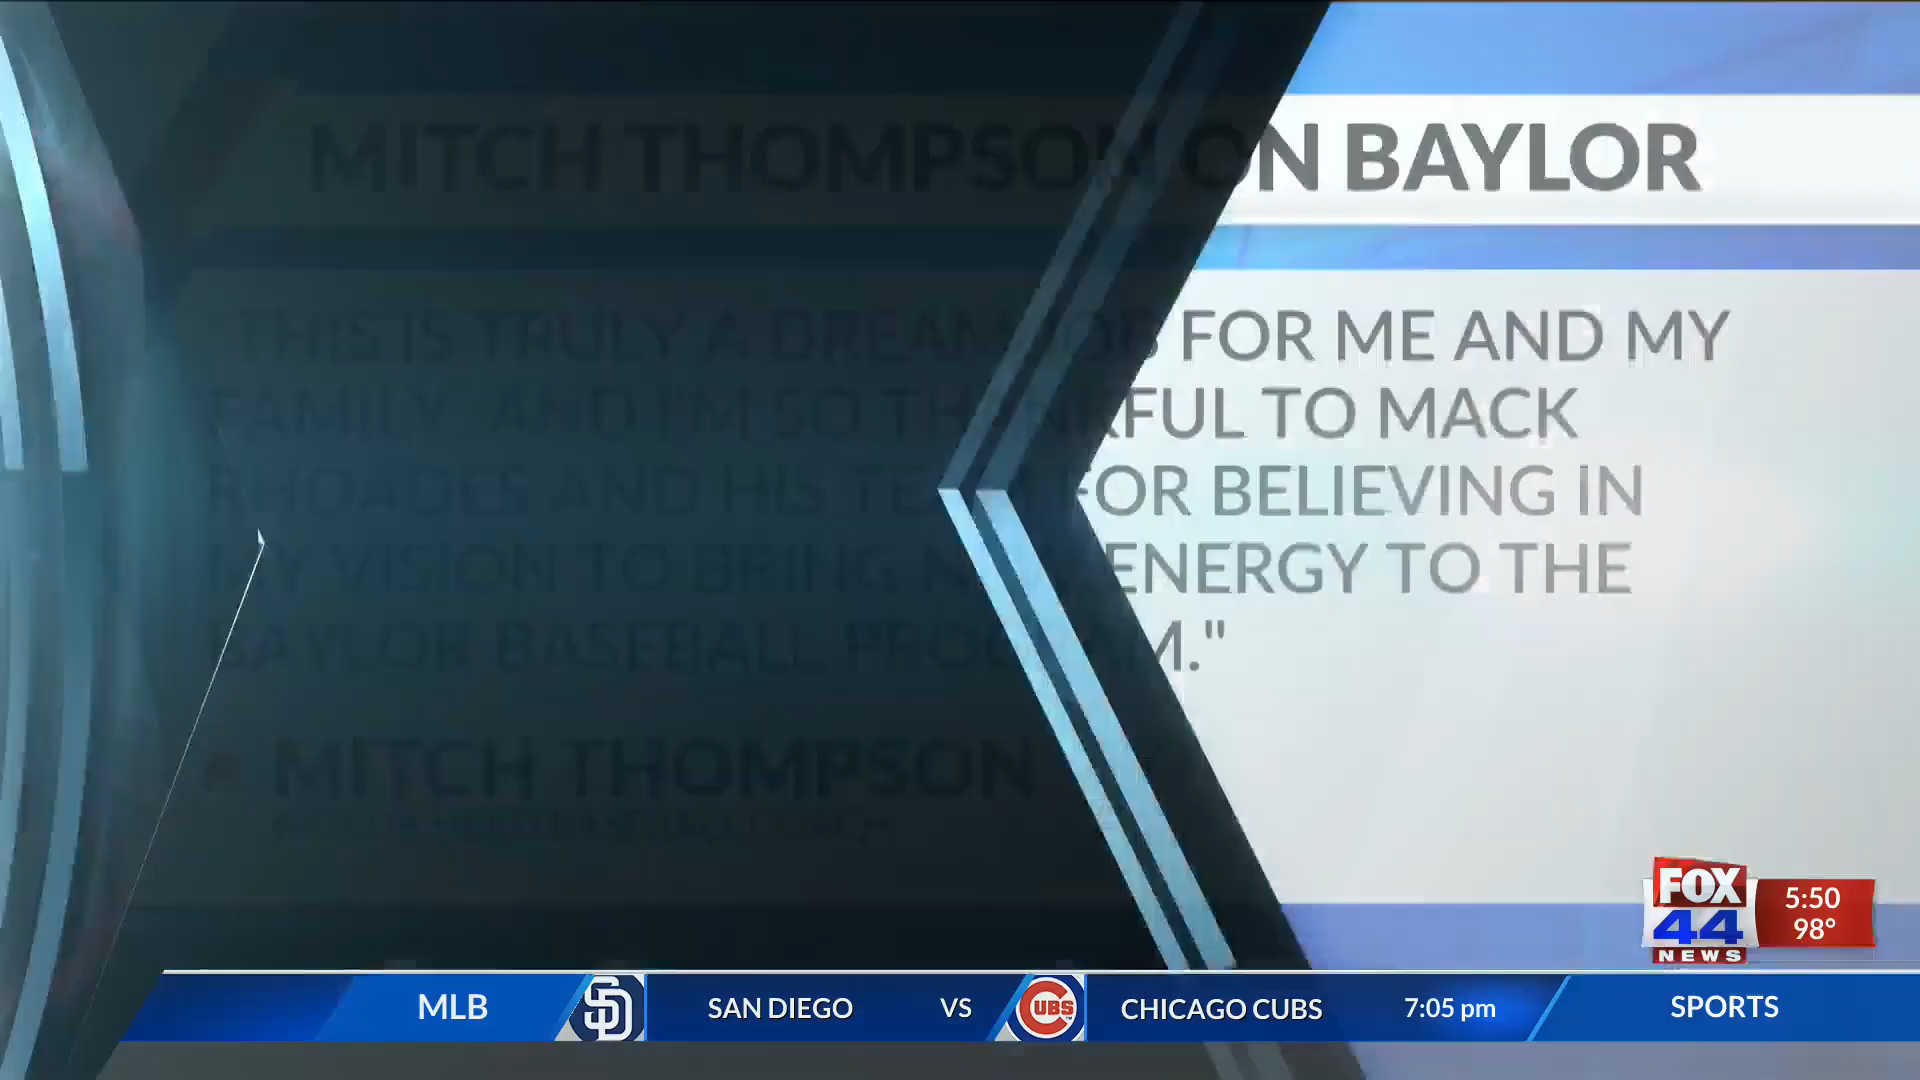 MITCH THOMPSON ON BAYLOR
"THIS IS TRULY A DREAM JOB FOR ME AND MY
FAMILY, AND I'M SO THANKFUL TO MACK
RHOADES AND HIS TEAM FOR BELIEVING IN
MY VISION TO BRING NEW ENERGY TO THE
BAYLOR BASEBALL PROGRAM."
MITCH THOMPSON
FOX
44
NEWS
5:50
98°
MLB
SD
SAN DIEGO
VS
CUBS
CHICAGO CUBS
7:05 pm
SPORTS